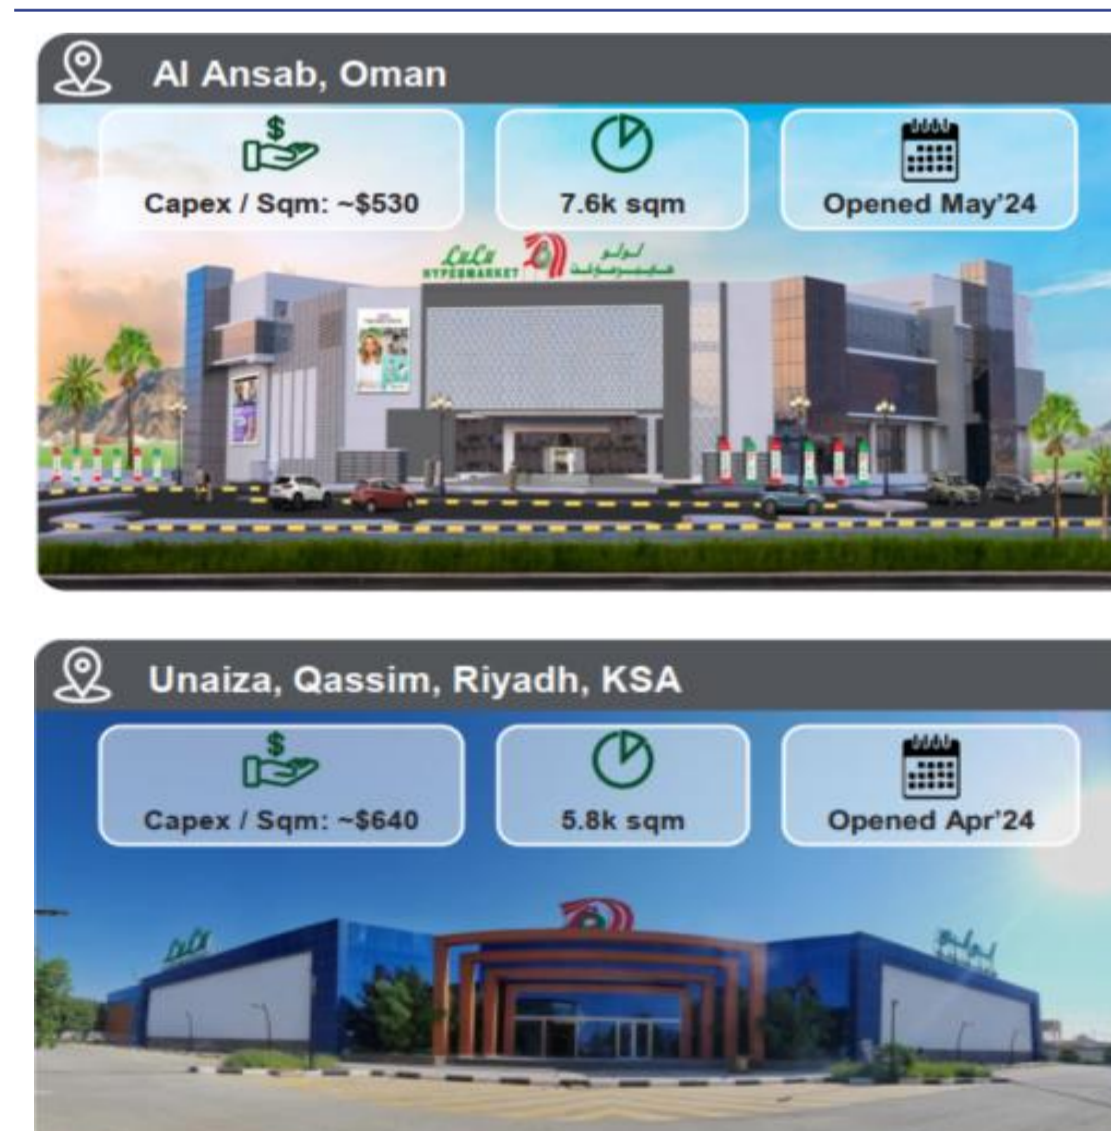 Al Ansab, Oman
Capex / Sqm: ~$530
7.6k sqm
Opened May'24
LuLu لولو
HYPERMARKET هايبرماركت
Unaiza, Qassim, Riyadh, KSA
Capex / Sqm: ~$640
5.8k sqm
Opened Apr'24
LuLu لولو